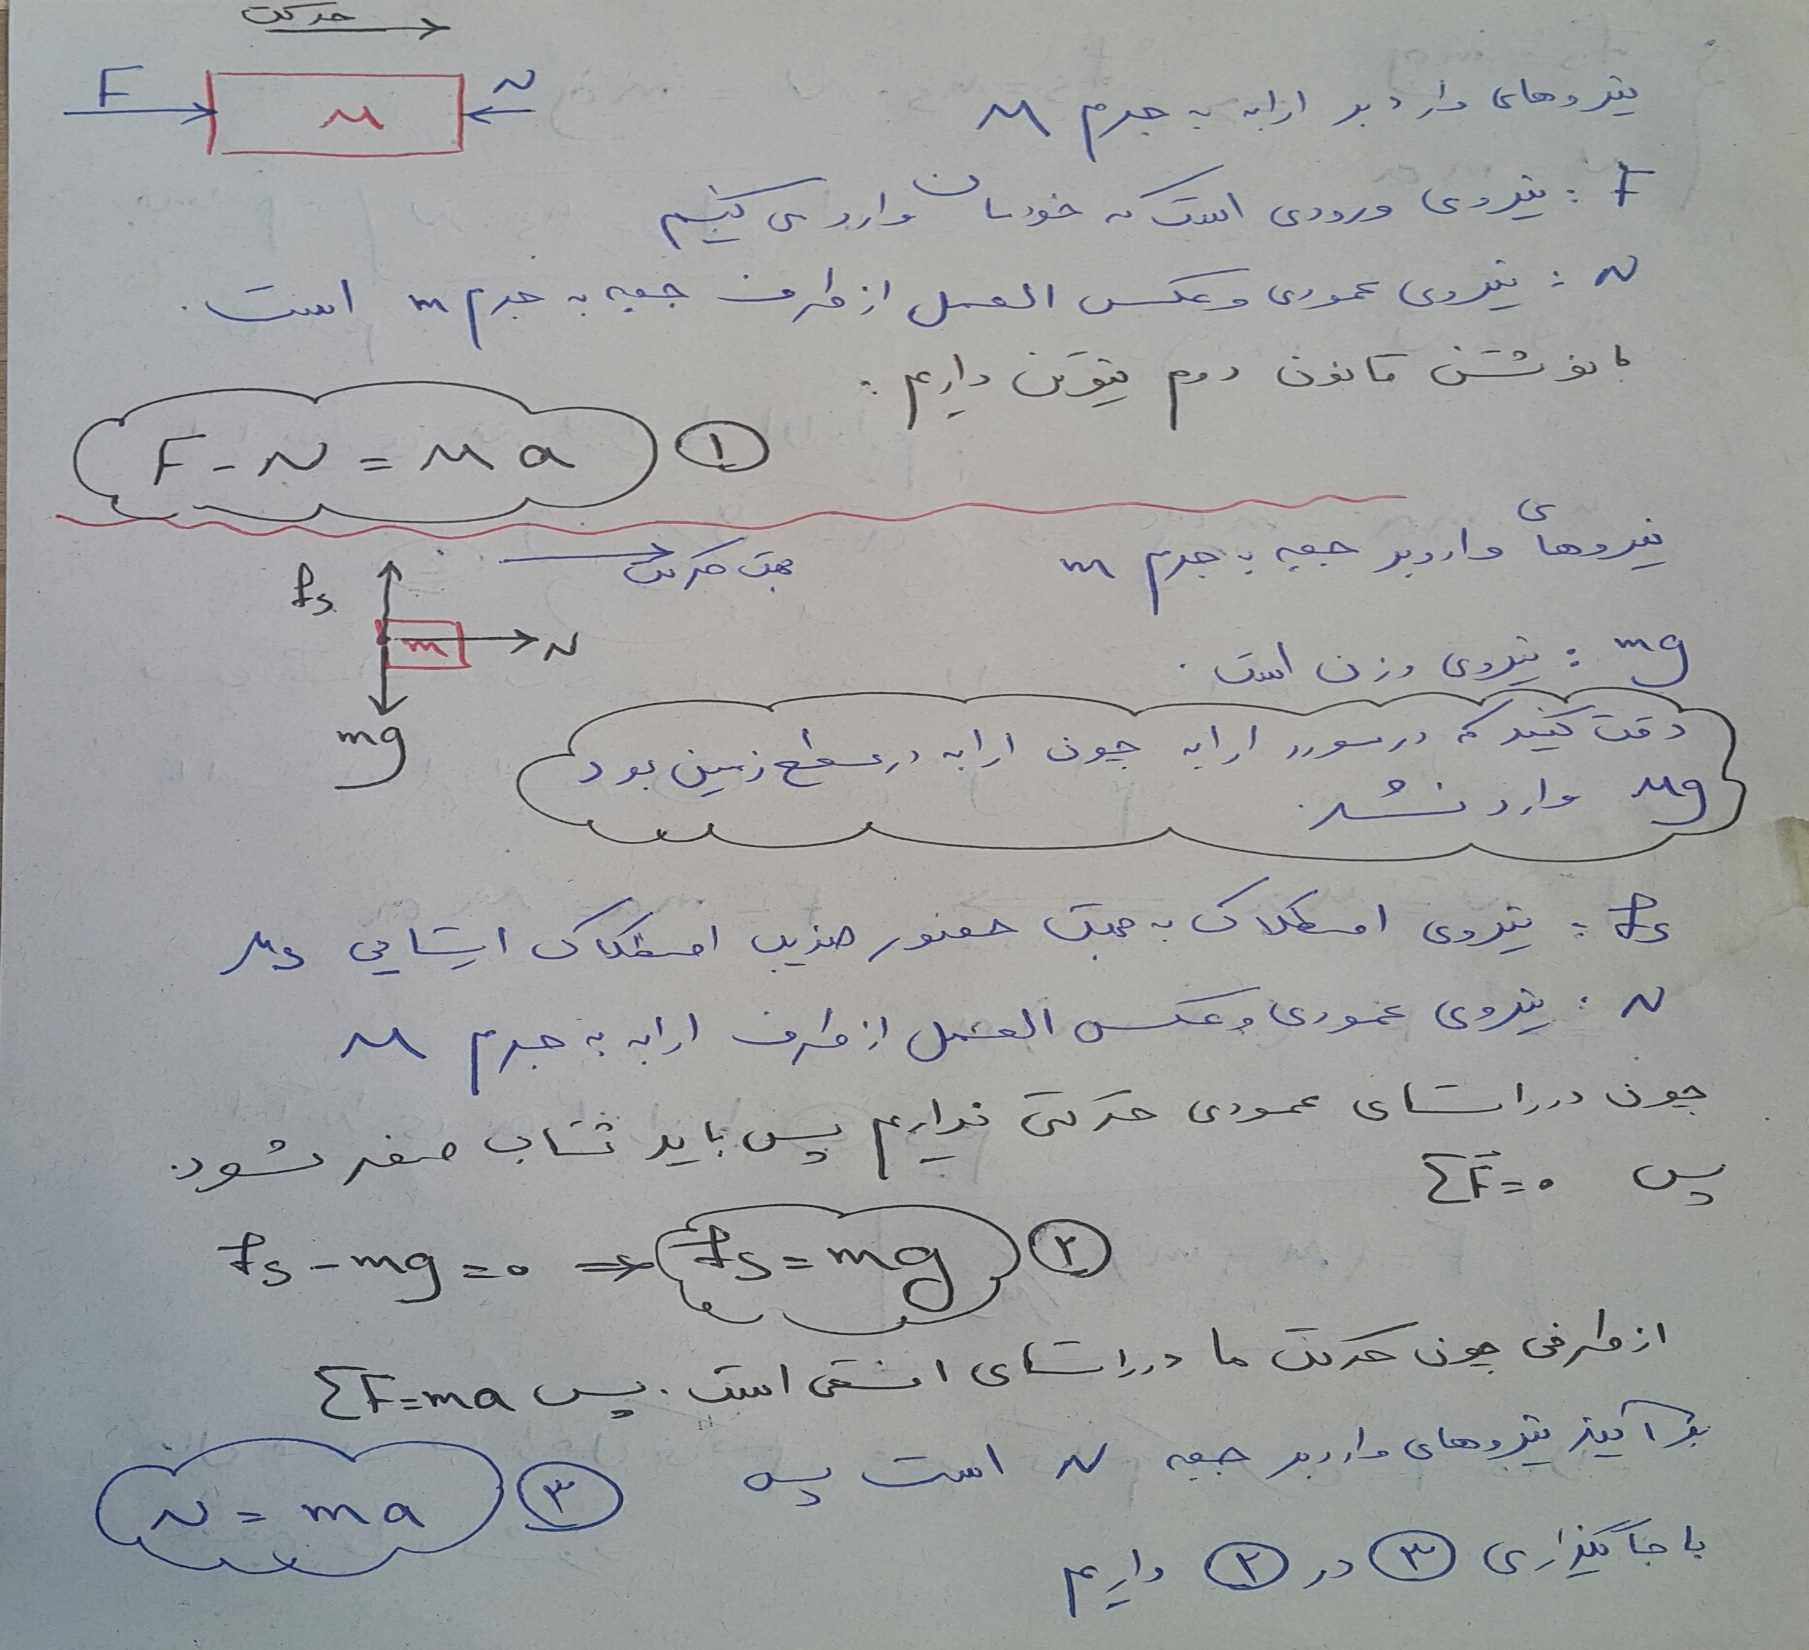 حرکت
F
M
N
نیروهای وارد بر ارابه به جرم M
F : نیروی ورودی است که خودمان وارد می کنیم
N : نیروی عمودی و عکس العمل از طرف جعبه به جرم m است.
با نوشتن قانون دوم نیوتن داریم :
F - N = M a ①
نیروهای وارد بر جعبه به جرم m
جهت حرکت
fs
m
N
mg
mg : نیروی وزن است.
دقت کنید که در مورد ارابه چون ارابه در سطح زمین بود
Mg وارد نشد.
fs : نیروی اصطکاک به جهت حضور ضریب اصطکاک ایستایی μs
N : نیروی عمودی و عکس العمل از طرف ارابه به جرم M
چون در راستای عمودی حرکتی نداریم پس باید شتاب صفر شود.
پس ΣF=۰
fs - mg = ۰ ⇒ fs = mg ②
از طرفی چون حرکت ما در راستای افقی است. پس ΣF=ma
برآیند نیروهای وارد بر جعبه N است پس
N = ma ③
با جاگذاری ③ در ② داریم